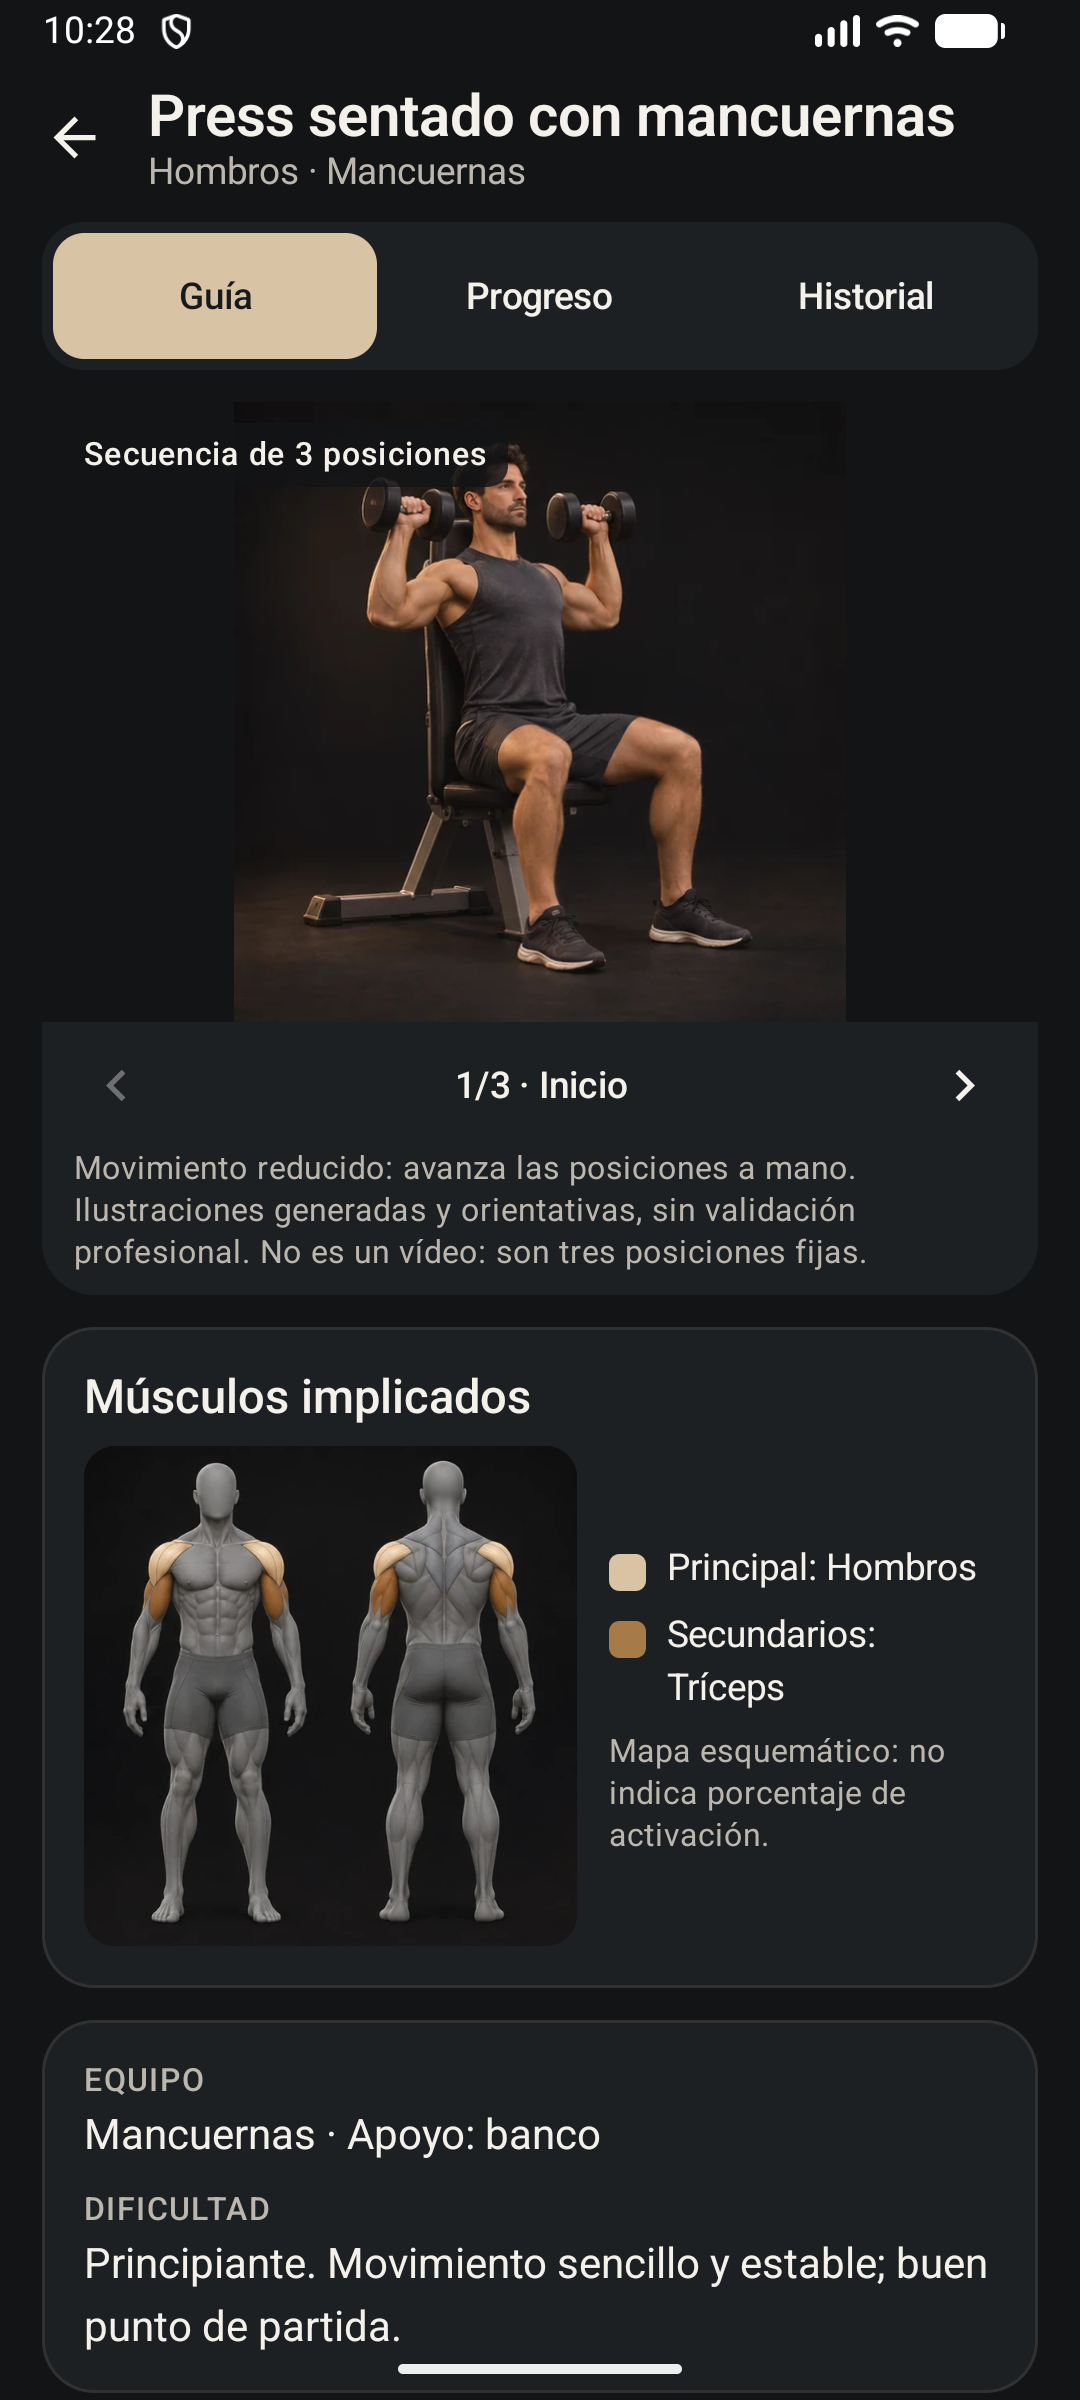 10:28
Press sentado con mancuernas
Hombros · Mancuernas
Guía
Progreso
Historial
Secuencia de 3 posiciones
1/3 · Inicio
Movimiento reducido: avanza las posiciones a mano.
Ilustraciones generadas y orientativas, sin validación
profesional. No es un vídeo: son tres posiciones fijas.
Músculos implicados
Principal: Hombros
Secundarios:
Tríceps
Mapa esquemático: no
indica porcentaje de
activación.
EQUIPO
Mancuernas · Apoyo: banco
DIFICULTAD
Principiante. Movimiento sencillo y estable; buen
punto de partida.